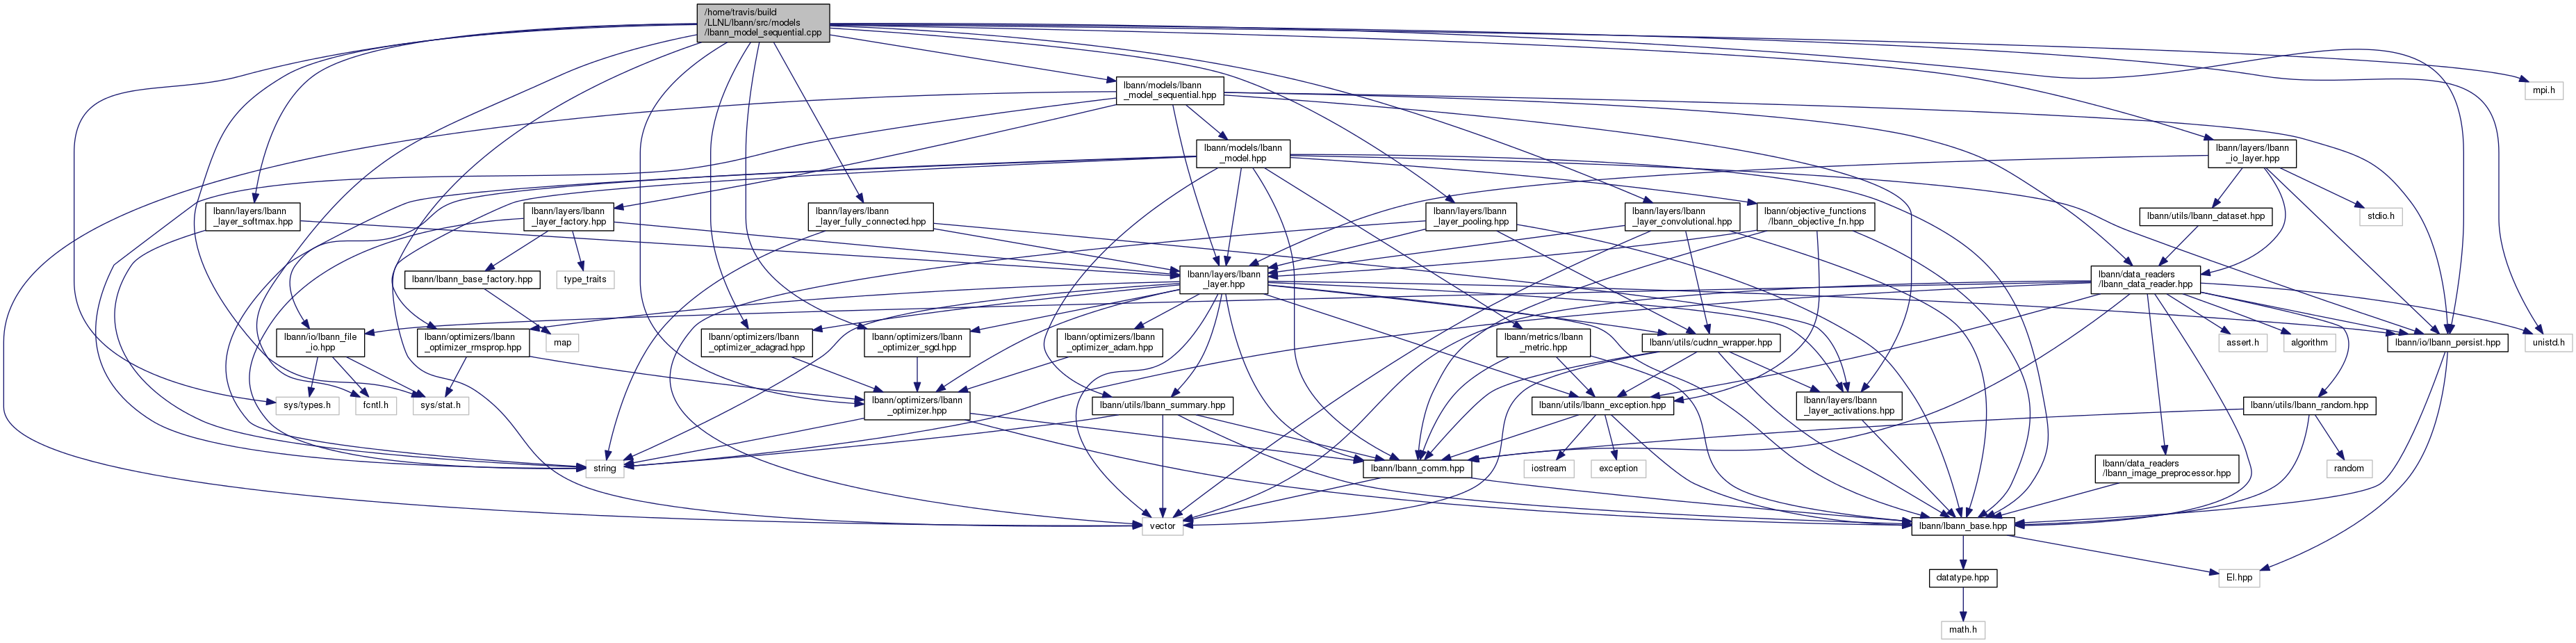 /home/travis/build
/LLNL/lbann/src/models
/lbann_model_sequential.cpp
lbann/models/lbann
_model_sequential.hpp
mpi.h
lbann/models/lbann
_model.hpp
lbann/layers/lbann
_io_layer.hpp
lbann/layers/lbann
_layer_softmax.hpp
lbann/layers/lbann
_layer_factory.hpp
lbann/layers/lbann
_layer_fully_connected.hpp
lbann/layers/lbann
_layer_pooling.hpp
lbann/layers/lbann
_layer_convolutional.hpp
lbann/objective_functions
/lbann_objective_fn.hpp
lbann/utils/lbann_dataset.hpp
stdio.h
lbann/lbann_base_factory.hpp
type_traits
lbann/layers/lbann
_layer.hpp
lbann/data_readers
/lbann_data_reader.hpp
lbann/io/lbann_file
_io.hpp
lbann/optimizers/lbann
_optimizer_rmsprop.hpp
map
lbann/optimizers/lbann
_optimizer_adagrad.hpp
lbann/optimizers/lbann
_optimizer_sgd.hpp
lbann/optimizers/lbann
_optimizer_adam.hpp
lbann/metrics/lbann
_metric.hpp
lbann/utils/cudnn_wrapper.hpp
assert.h
algorithm
lbann/io/lbann_persist.hpp
unistd.h
sys/types.h
fcntl.h
sys/stat.h
lbann/optimizers/lbann
_optimizer.hpp
lbann/utils/lbann_summary.hpp
lbann/utils/lbann_exception.hpp
lbann/layers/lbann
_layer_activations.hpp
lbann/utils/lbann_random.hpp
string
lbann/lbann_comm.hpp
iostream
exception
lbann/data_readers
/lbann_image_preprocessor.hpp
random
vector
lbann/lbann_base.hpp
datatype.hpp
El.hpp
math.h